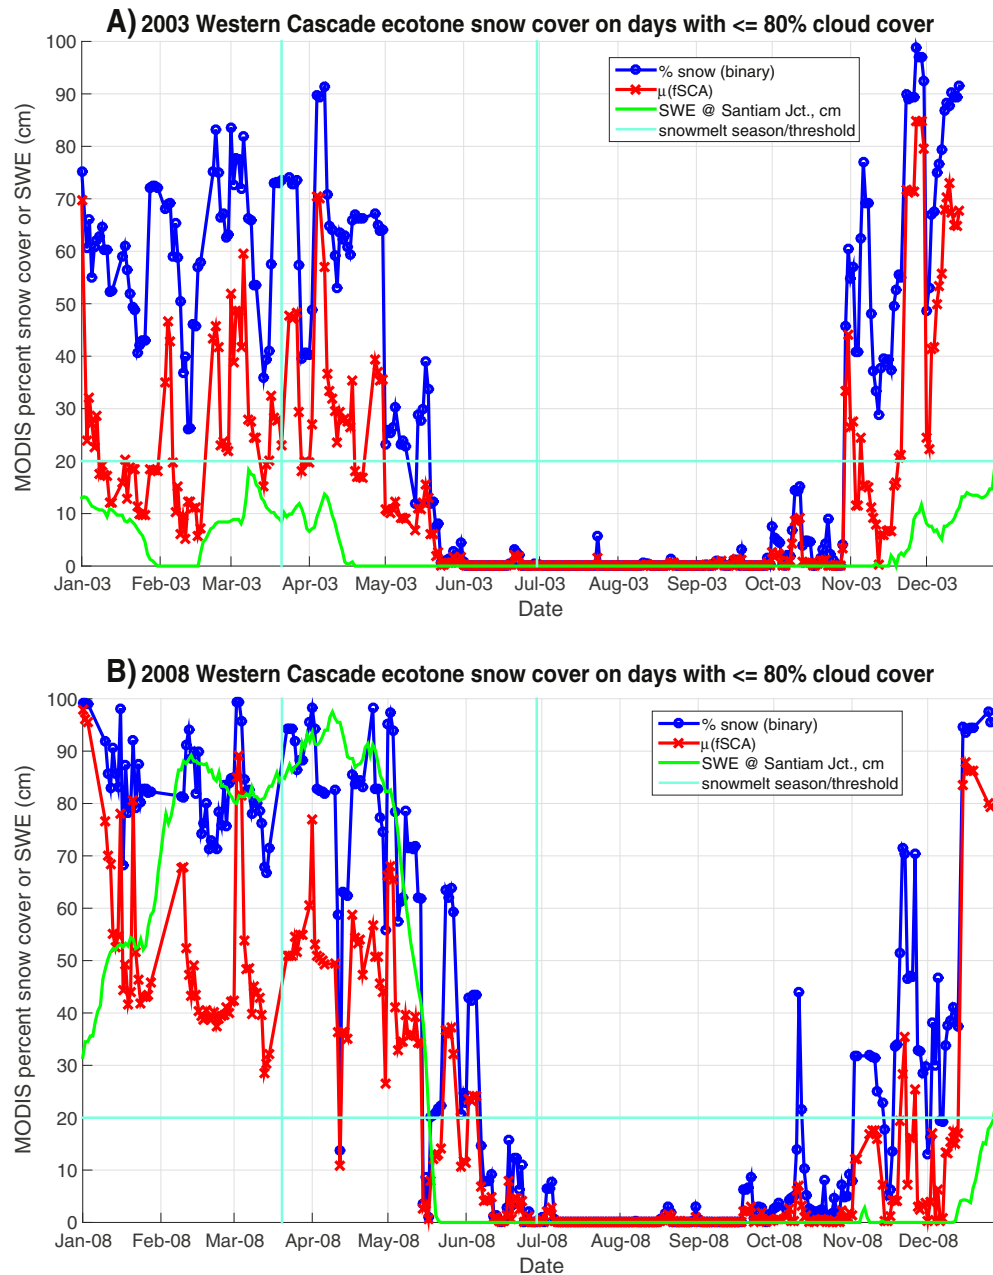 A) 2003 Western Cascade ecotone snow cover on days with <= 80% cloud cover
MODIS percent snow cover or SWE (cm)
100
90
80
70
60
50
40
30
20
10
0
% snow (binary)
μ(fSCA)
SWE @ Santiam Jct., cm
snowmelt season/threshold
Jan-03 Feb-03 Mar-03 Apr-03 May-03 Jun-03 Jul-03 Aug-03 Sep-03 Oct-03 Nov-03 Dec-03
Date
B) 2008 Western Cascade ecotone snow cover on days with <= 80% cloud cover
MODIS percent snow cover or SWE (cm)
100
90
80
70
60
50
40
30
20
10
0
% snow (binary)
μ(fSCA)
SWE @ Santiam Jct., cm
snowmelt season/threshold
Jan-08 Feb-08 Mar-08 Apr-08 May-08 Jun-08 Jul-08 Aug-08 Sep-08 Oct-08 Nov-08 Dec-08
Date